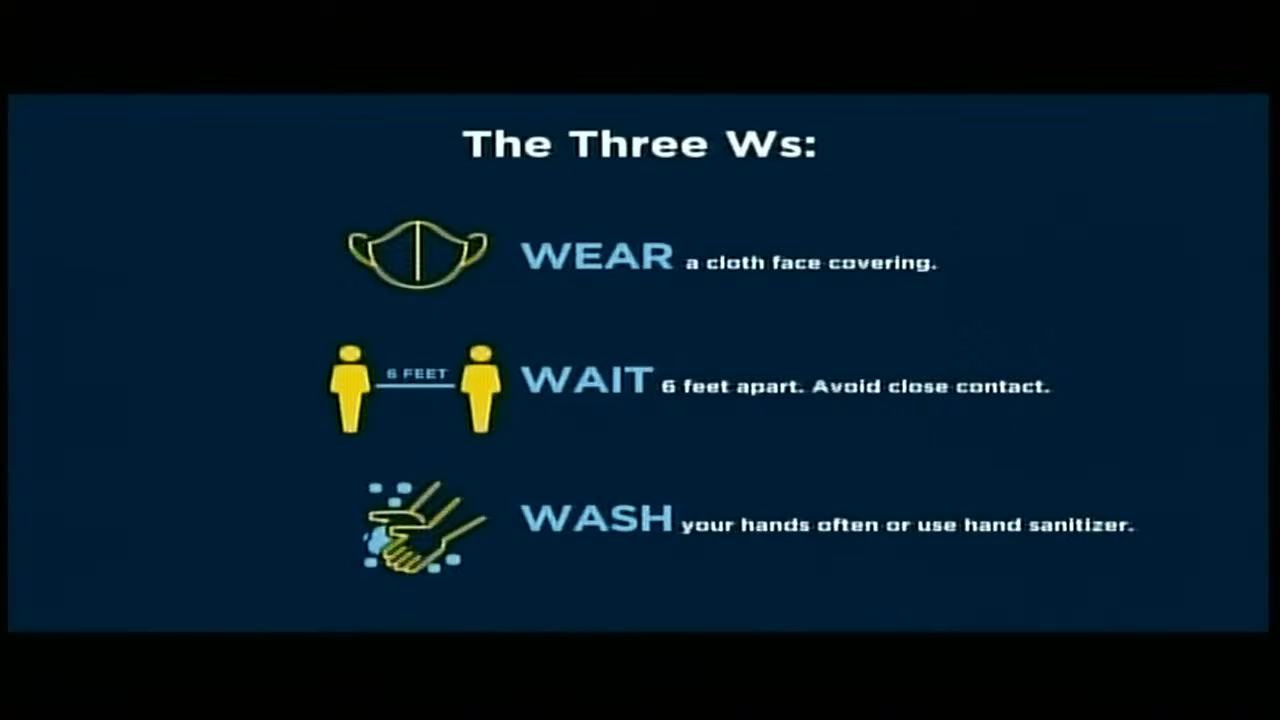 The Three Ws:
WEAR a cloth face covering.
6 FEET
WAIT 6 feet apart. Avoid close contact.
WASH your hands often or use hand sanitizer.